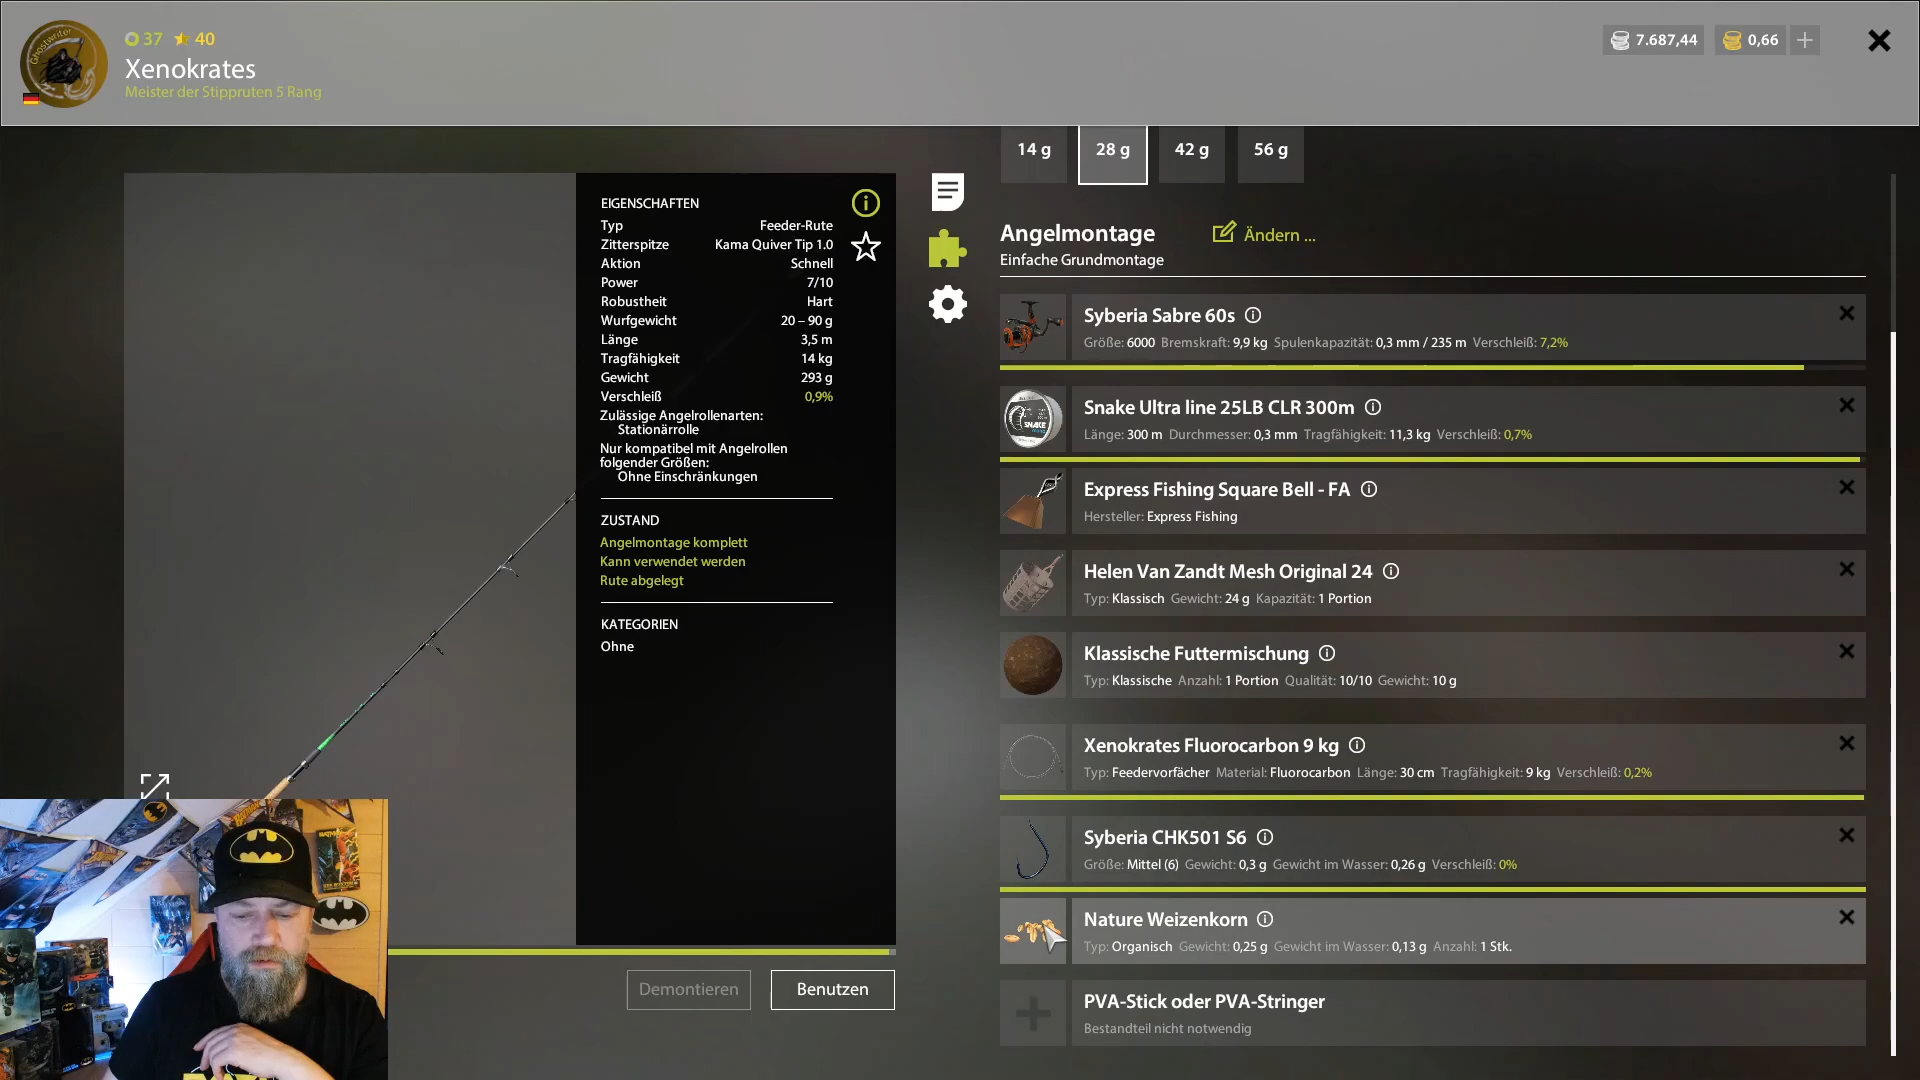 37 40
Xenokrates
Meister der Stippruten 5 Rang
7.687,44 0,66
14 g 28 g 42 g 56 g
EIGENSCHAFTEN
Typ Feeder-Rute
Zitterspitze Kama Quiver Tip 1.0
Aktion Schnell
Power 7/10
Robustheit Hart
Wurfgewicht 20 – 90 g
Länge 3,5 m
Tragfähigkeit 14 kg
Gewicht 293 g
Verschleiß 0,9%
Zulässige Angelrollenarten:
Stationärrolle
Nur kompatibel mit Angelrollen
folgender Größen:
Ohne Einschränkungen
ZUSTAND
Angelmontage komplett
Kann verwendet werden
Rute abgelegt
KATEGORIEN
Ohne
Demontieren Benutzen
Angelmontage Ändern ...
Einfache Grundmontage
Syberia Sabre 60s
Größe: 6000 Bremskraft: 9,9 kg Spulenkapazität: 0,3 mm / 235 m Verschleiß: 7,2%
Snake Ultra line 25LB CLR 300m
Länge: 300 m Durchmesser: 0,3 mm Tragfähigkeit: 11,3 kg Verschleiß: 0,7%
Express Fishing Square Bell - FA
Hersteller: Express Fishing
Helen Van Zandt Mesh Original 24
Typ: Klassisch Gewicht: 24 g Kapazität: 1 Portion
Klassische Futtermischung
Typ: Klassische Anzahl: 1 Portion Qualität: 10/10 Gewicht: 10 g
Xenokrates Fluorocarbon 9 kg
Typ: Feedervorfächer Material: Fluorocarbon Länge: 30 cm Tragfähigkeit: 9 kg Verschleiß: 0,2%
Syberia CHK501 S6
Größe: Mittel (6) Gewicht: 0,3 g Gewicht im Wasser: 0,26 g Verschleiß: 0%
Nature Weizenkorn
Typ: Organisch Gewicht: 0,25 g Gewicht im Wasser: 0,13 g Anzahl: 1 Stk.
PVA-Stick oder PVA-Stringer
Bestandteil nicht notwendig